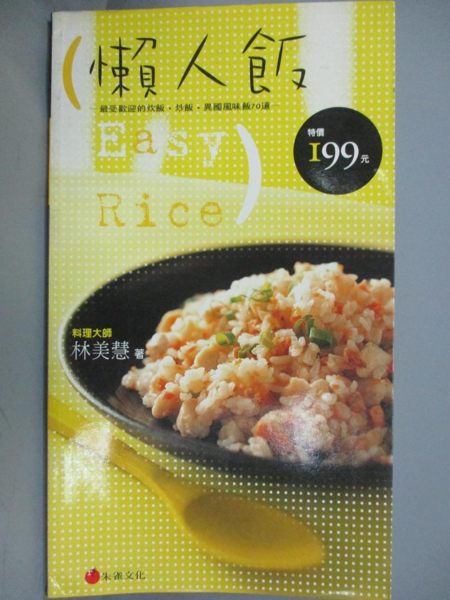 (懶人飯
最受歡迎的炊飯、炒飯、異國風味飯70道
Easy
Rice)
特價
199元
料理大師
林美慧 著
朱雀文化